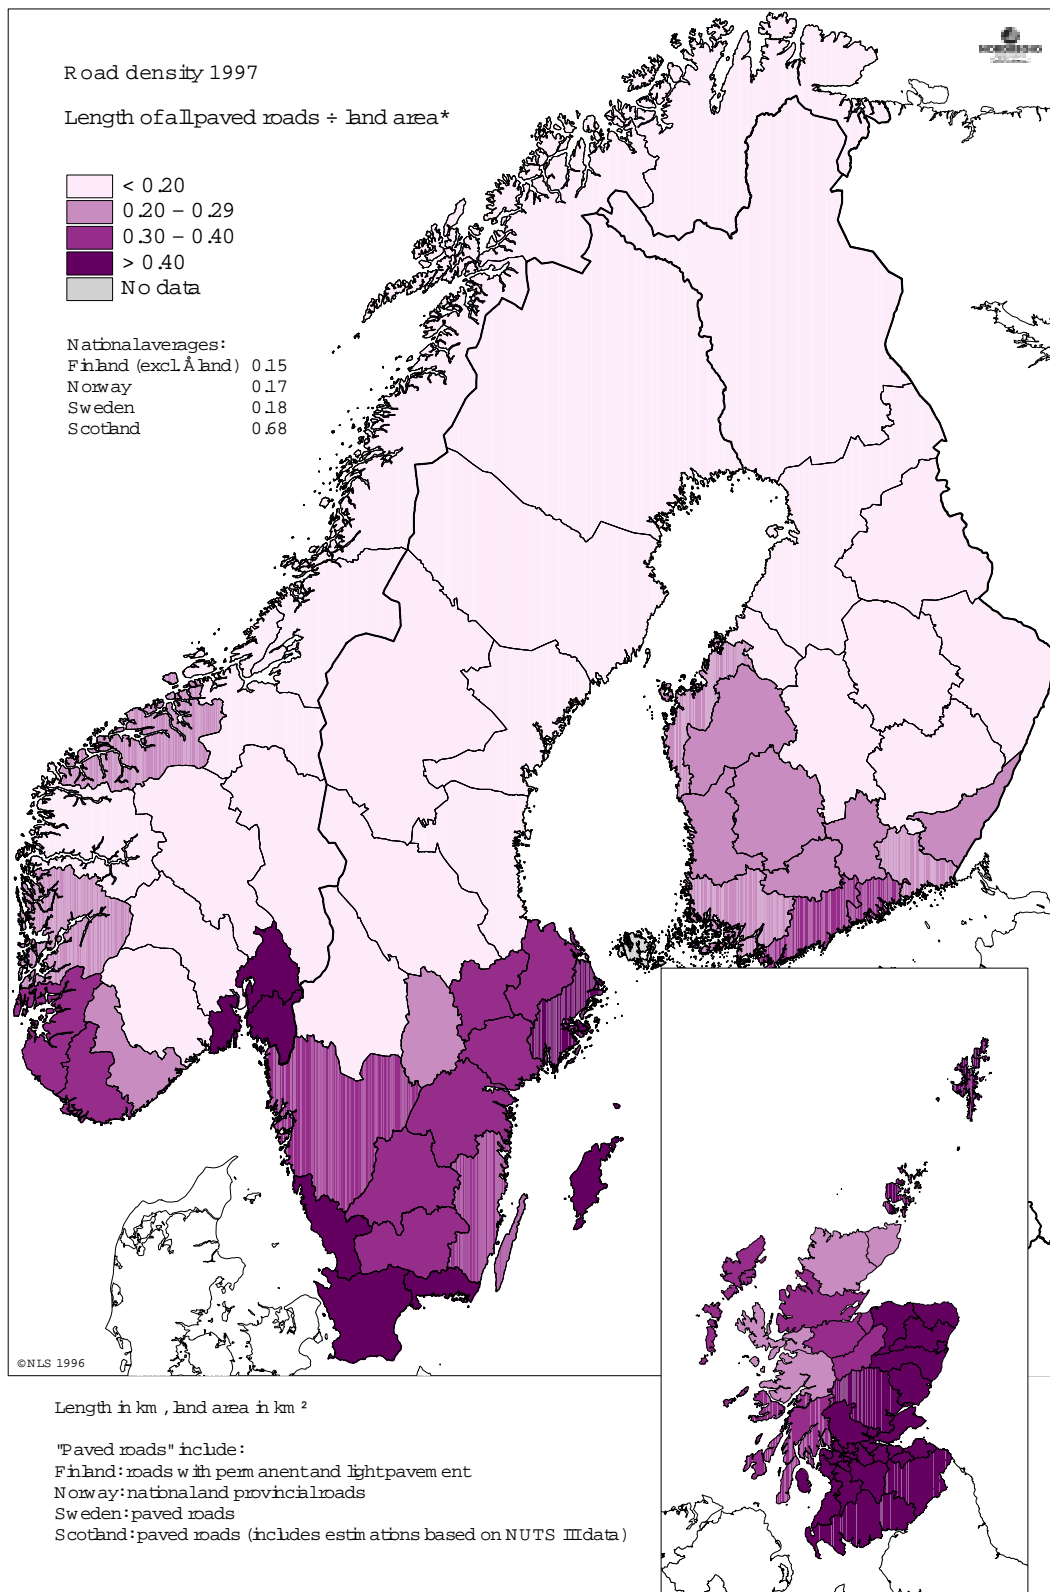 Road density 1997
Length of all paved roads ÷ land area*
< 0.20
0.20 – 0.29
0.30 – 0.40
> 0.40
No data
National averages:
Finland (excl. Åland) 0.15
Norway 0.17
Sweden 0.18
Scotland 0.68
NORDREGIO
©NLS 1996
Length in km, land area in km²
"Paved roads" include:
Finland: roads with permanent and light pavement
Norway: national and provincial roads
Sweden: paved roads
Scotland: paved roads (includes estimations based on NUTS III data)